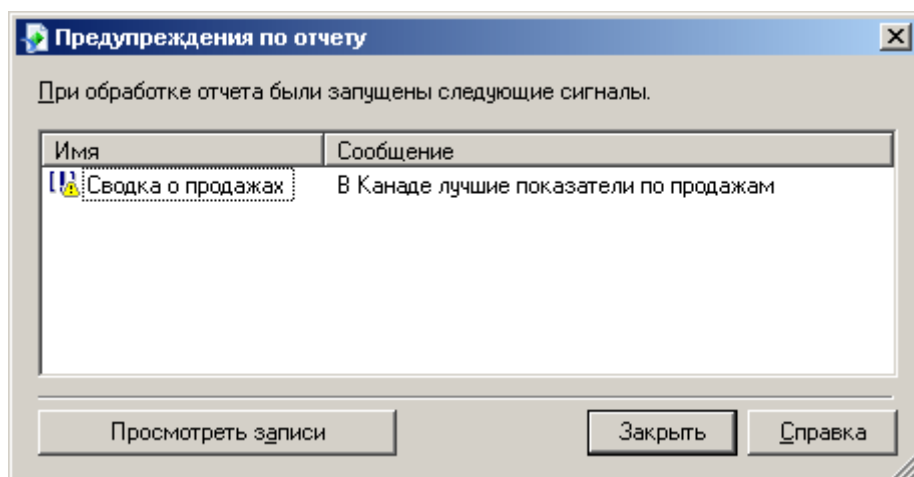 Предупреждения по отчету
При обработке отчета были запущены следующие сигналы.
Имя Сообщение
Сводка о продажах В Канаде лучшие показатели по продажам
Просмотреть записи Закрыть Справка